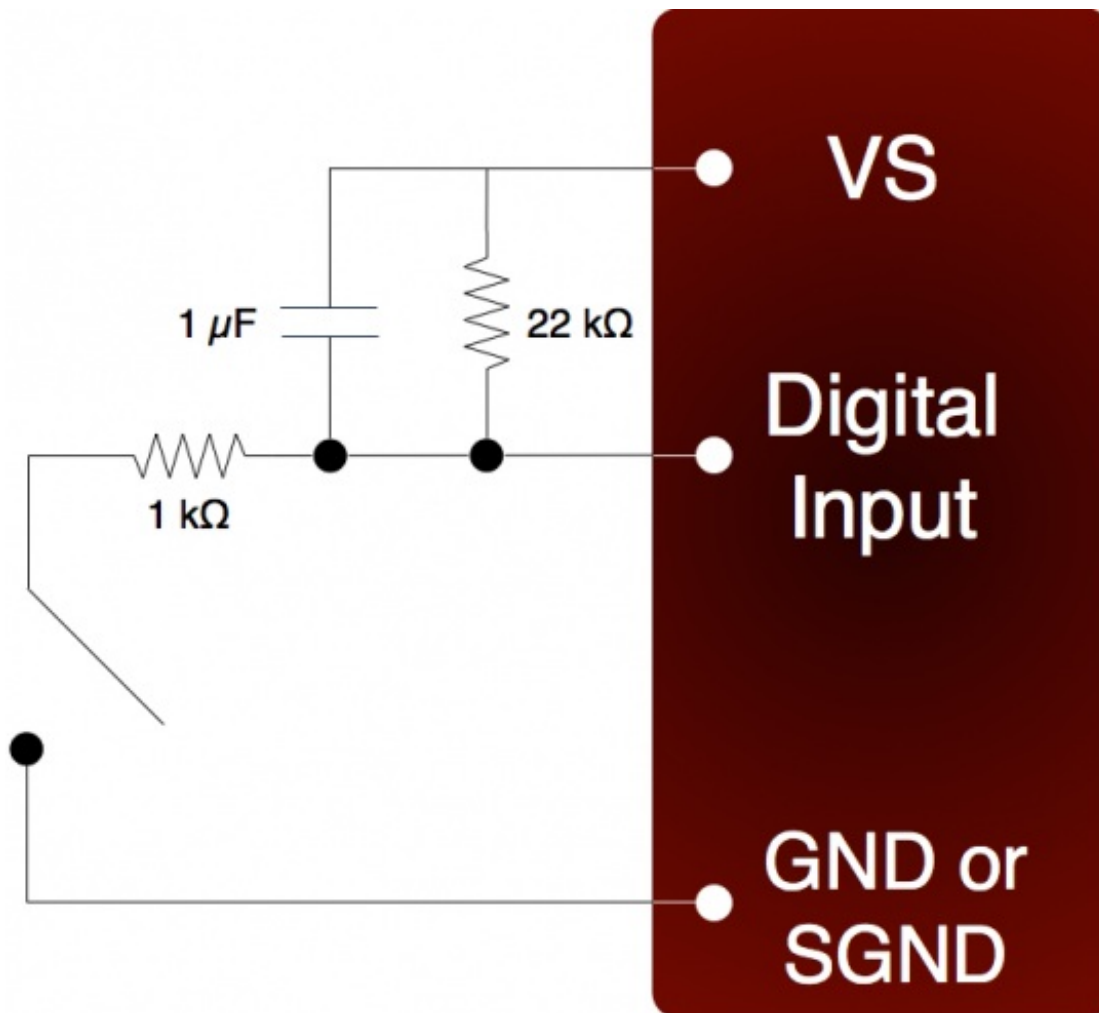 VS
1 µF
22 kΩ
Digital
Input
1 kΩ
GND or
SGND